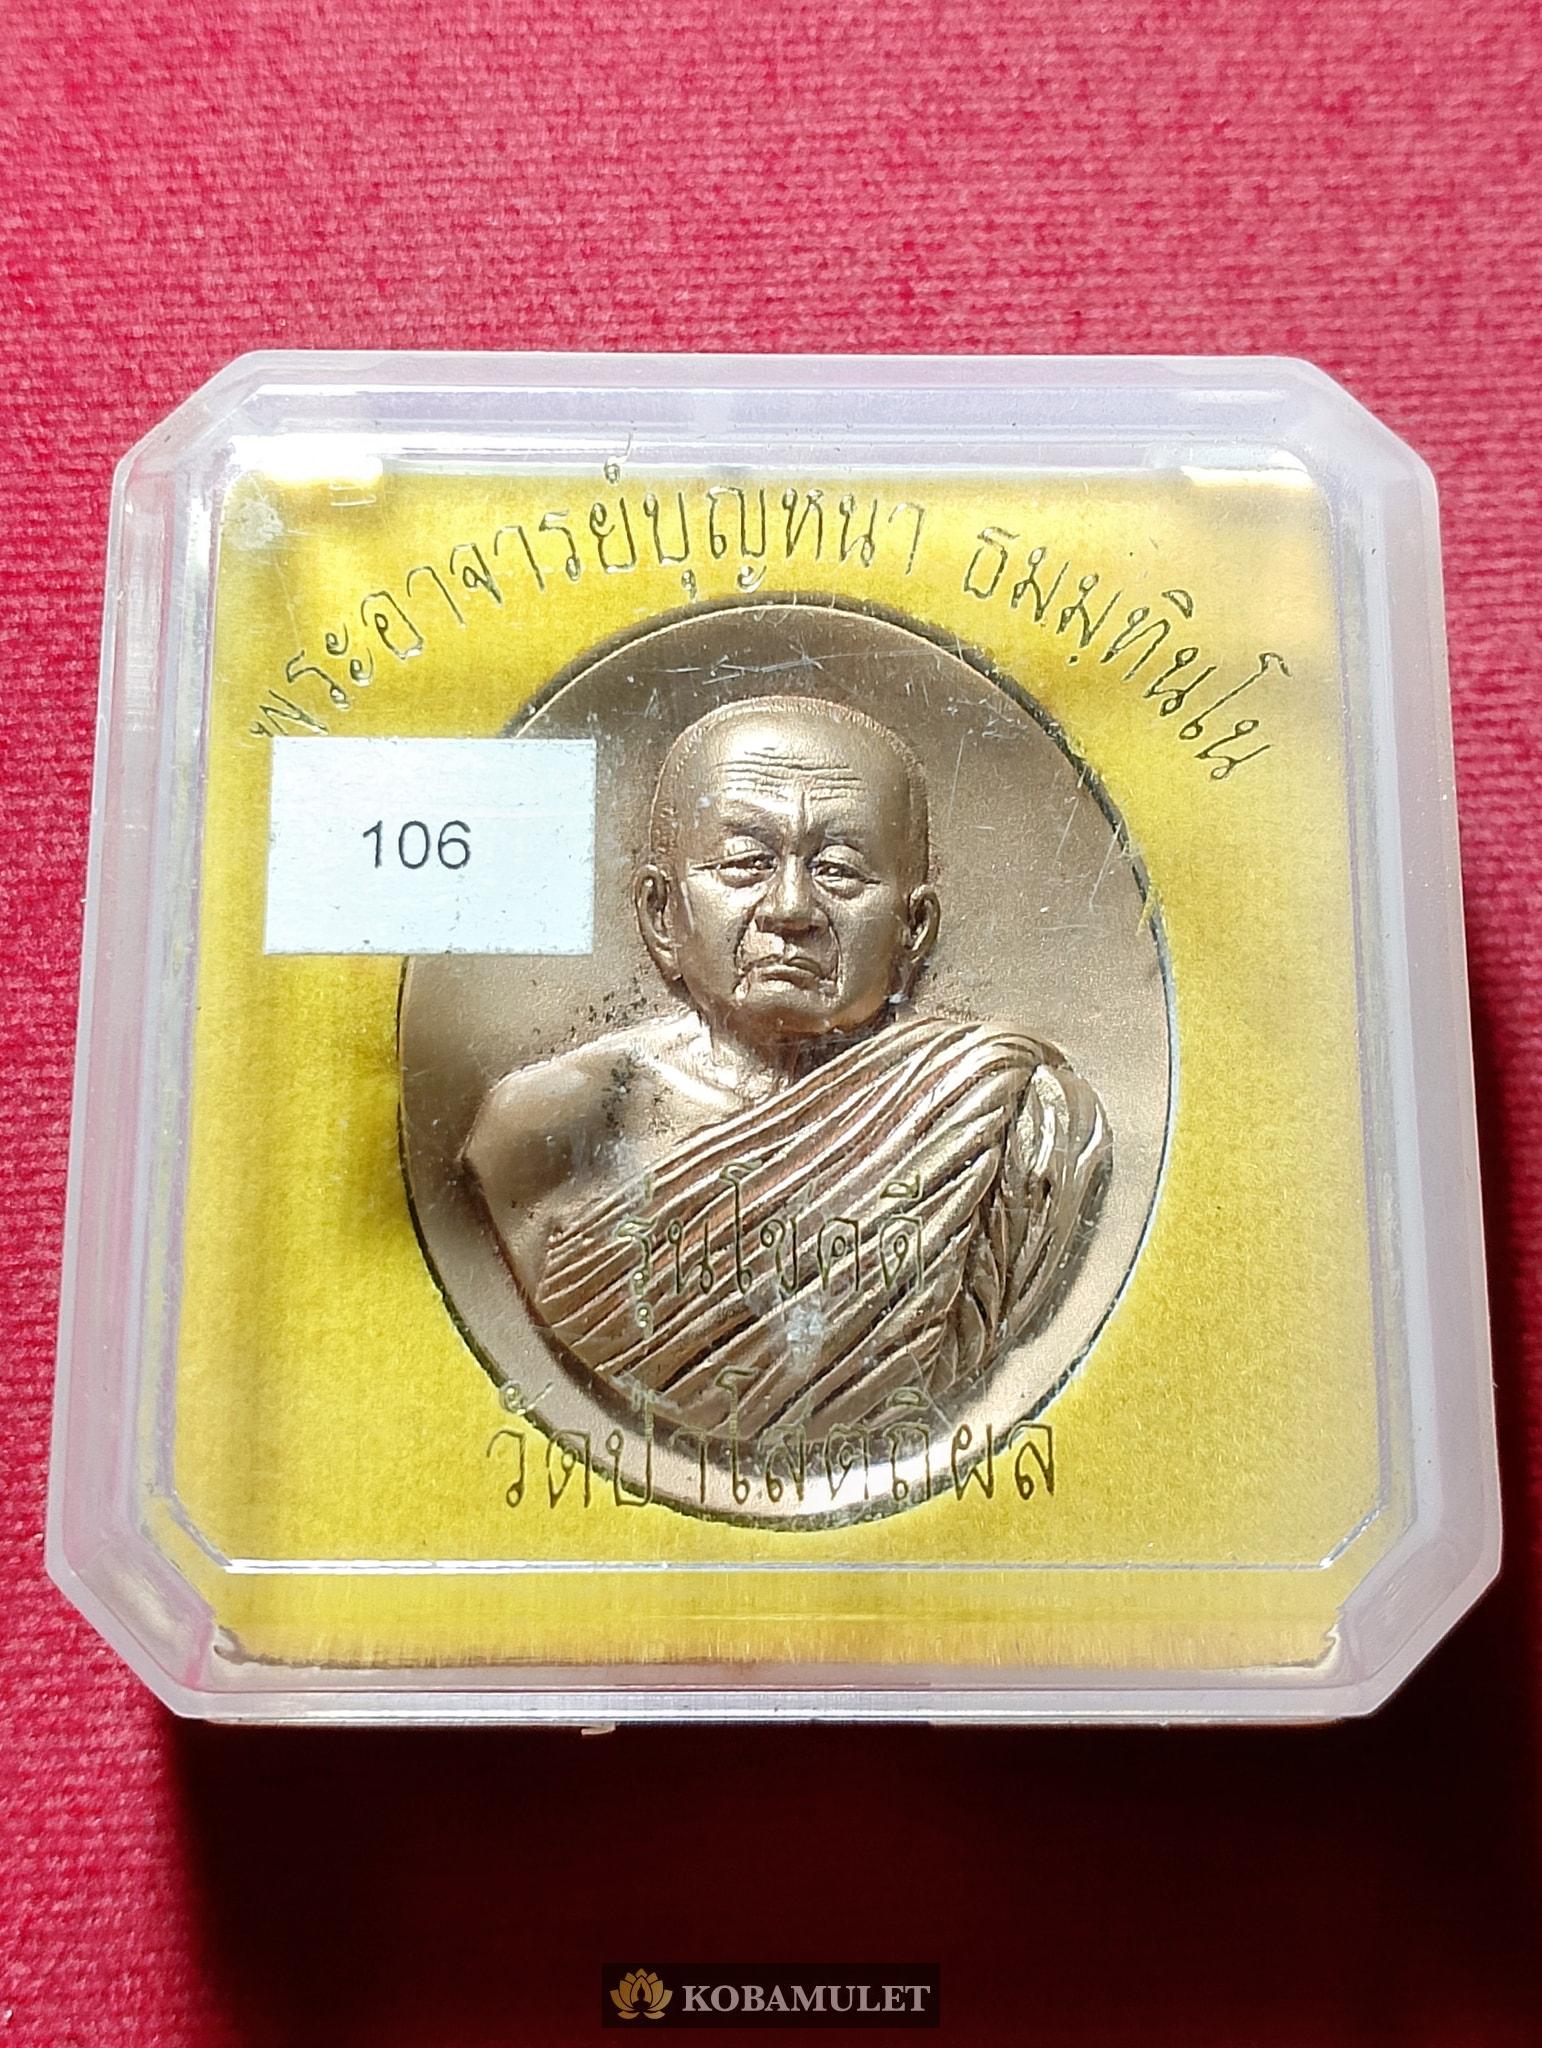 พระอาจารย์บุญหนา ธมฺมทินโน
106
รุ่นโชคดี
วัดป่าโสตถิผล
KOBAMULET